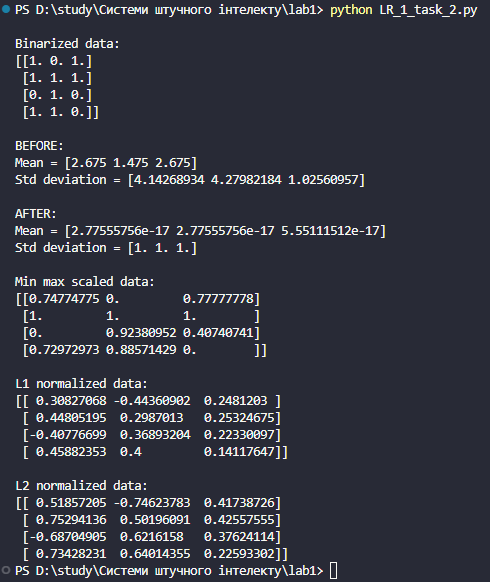 PS D:\study\Системи штучного інтелекту\lab1> python LR_1_task_2.py
Binarized data:
[[1. 0. 1.]
 [1. 1. 1.]
 [0. 1. 0.]
 [1. 1. 0.]]
BEFORE:
Mean = [2.675 1.475 2.675]
Std deviation = [4.14268934 4.27982184 1.02560957]
AFTER:
Mean = [2.77555756e-17 2.77555756e-17 5.55111512e-17]
Std deviation = [1. 1. 1.]
Min max scaled data:
[[0.74774775 0.         0.77777778]
 [1.         1.         1.        ]
 [0.         0.92380952 0.40740741]
 [0.72972973 0.88571429 0.        ]]
L1 normalized data:
[[ 0.30827068 -0.44360902  0.2481203 ]
 [ 0.44805195  0.2987013   0.25324675]
 [-0.40776699  0.36893204  0.22330097]
 [ 0.45882353  0.4         0.14117647]]
L2 normalized data:
[[ 0.51857205 -0.74623783  0.41738726]
 [ 0.75294136  0.50196091  0.42557555]
 [-0.68704905  0.6216158   0.37624114]
 [ 0.73428231  0.64014355  0.22593302]]
PS D:\study\Системи штучного інтелекту\lab1>